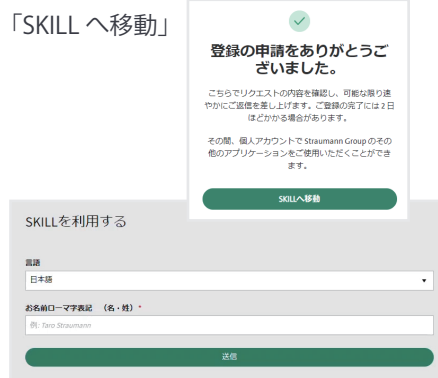 「SKILL へ移動」
登録の申請をありがとうご
ざいました。
こちらでリクエストの内容を確認し、可能な限り速
やかにご返信を差し上げます。ご登録の完了には2日
ほどかかる場合があります。
その間、個人アカウントで Straumann Group のその
他のアプリケーションをご使用いただくことができ
ます。
SKILLへ移動
SKILLを利用する
言語
日本語
お名前ローマ字表記 （名・姓）*
例: Taro Straumann
送信